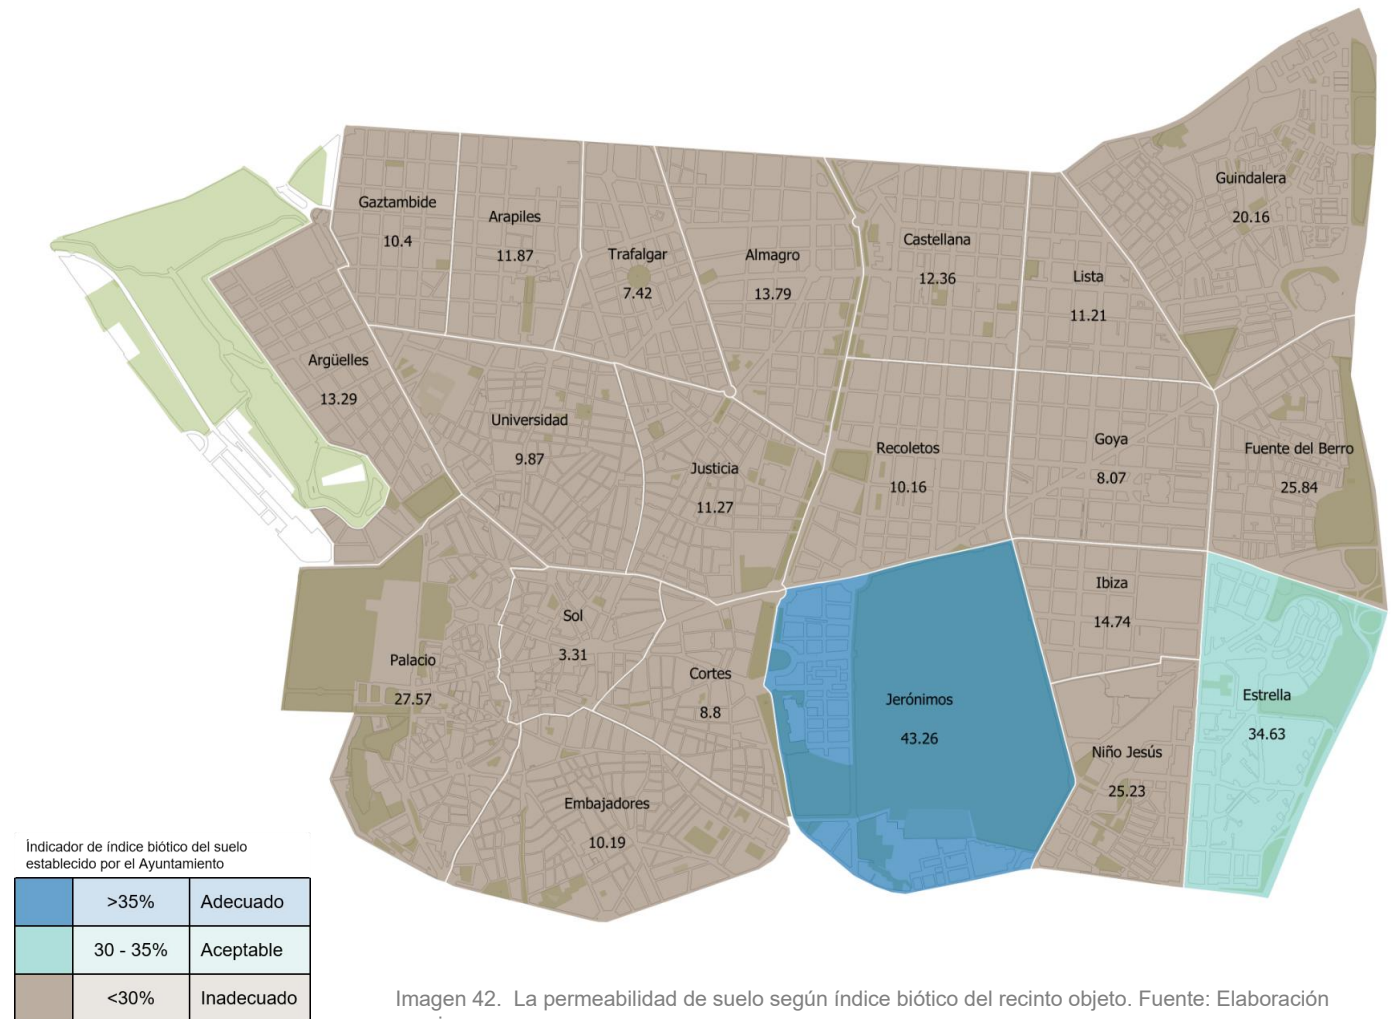 Guindalera
20.16
Gaztambide
10.4
Arapiles
11.87
Trafalgar
7.42
Almagro
13.79
Castellana
12.36
Lista
11.21
Argüelles
13.29
Universidad
9.87
Justicia
11.27
Recoletos
10.16
Goya
8.07
Fuente del Berro
25.84
Ibiza
14.74
Sol
3.31
Palacio
27.57
Cortes
8.8
Jerónimos
43.26
Estrella
34.63
Niño Jesús
25.23
Embajadores
10.19
Índicador de índice biótico del suelo
establecido por el Ayuntamiento
>35% Adecuado
30 - 35% Aceptable
<30% Inadecuado
Imagen 42. La permeabilidad de suelo según índice biótico del recinto objeto. Fuente: Elaboración